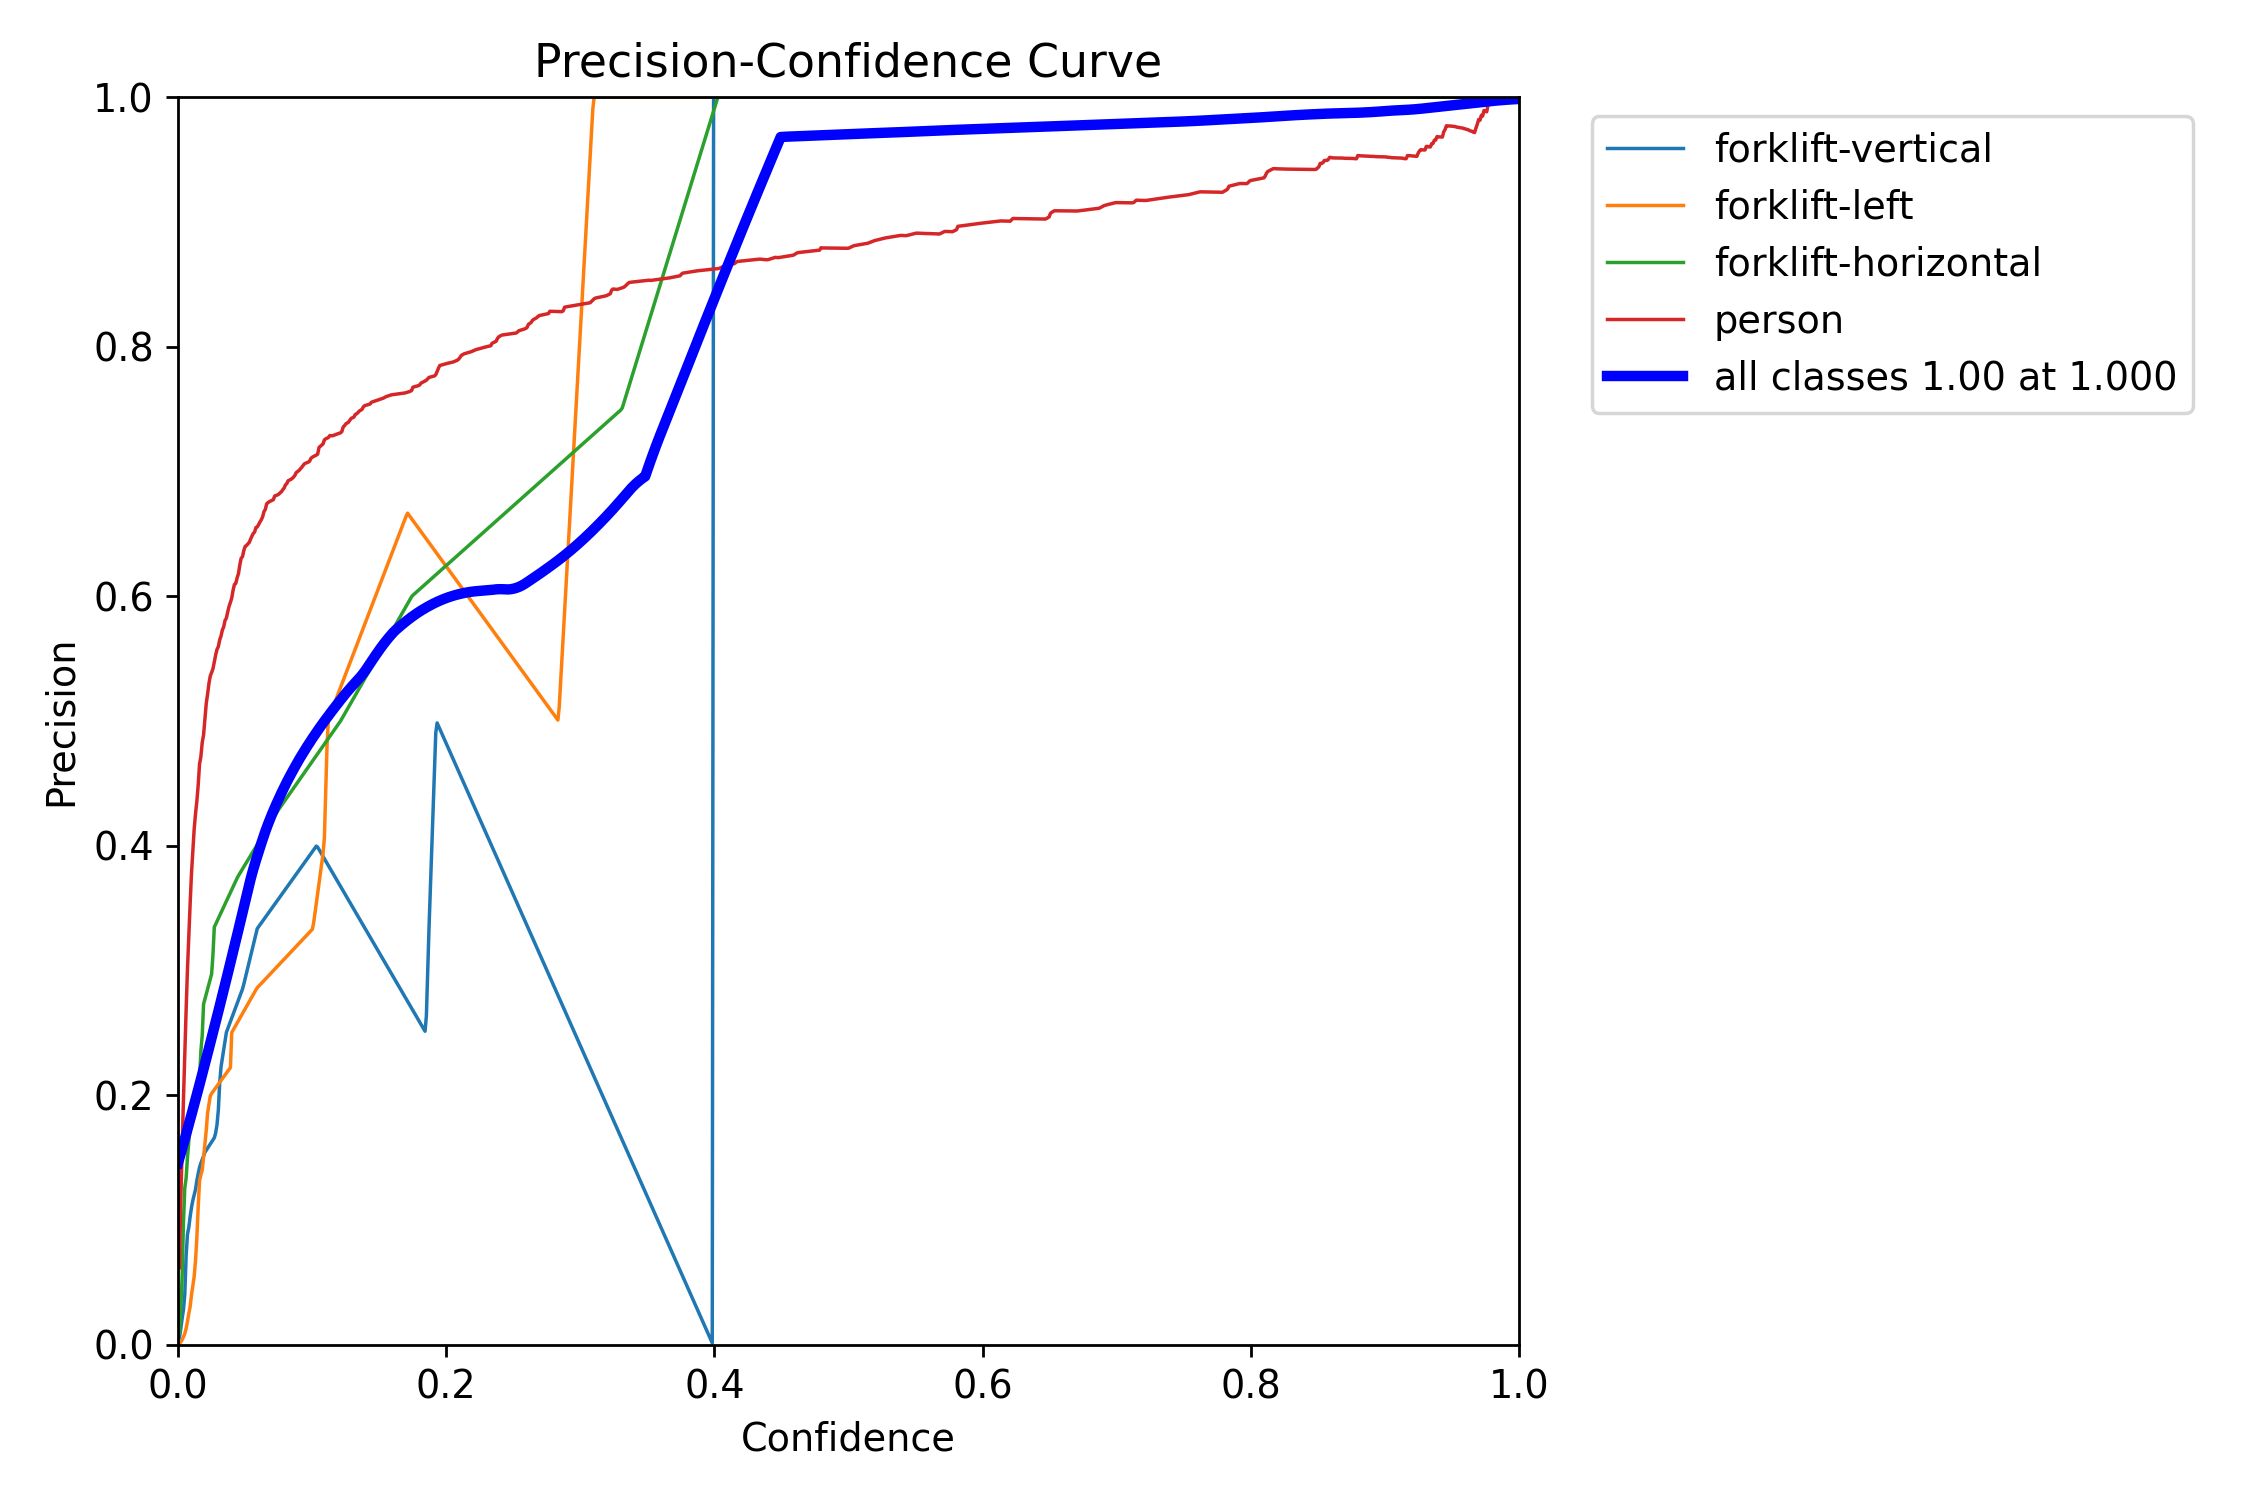 Precision-Confidence Curve
1.0
0.8
0.6
0.4
0.2
0.0
Precision
0.0 0.2 0.4 0.6 0.8 1.0
Confidence
forklift-vertical
forklift-left
forklift-horizontal
person
all classes 1.00 at 1.000